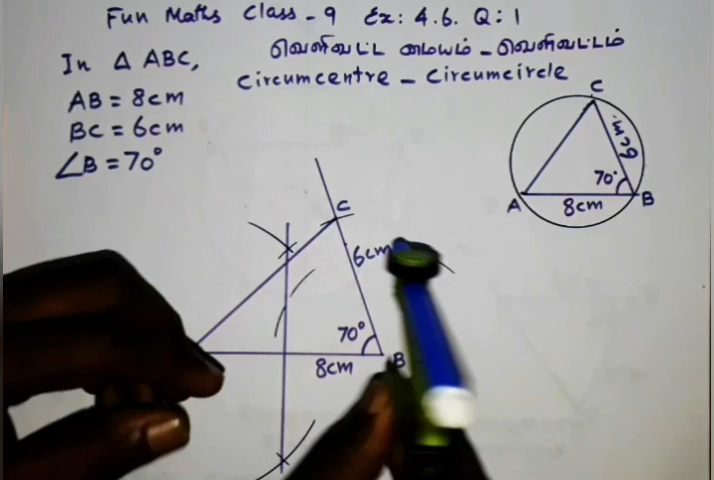 Fun Maths Class - 9 Ex: 4.6. Q: 1
In Δ ABC,
வெளிவட்ட மையம் - வெளிவட்டம்
Circumcentre - Circumcircle
AB = 8cm
BC = 6cm
∠B = 70°
C
6cm
70°
A
B
8cm
C
6cm
70°
B
8cm